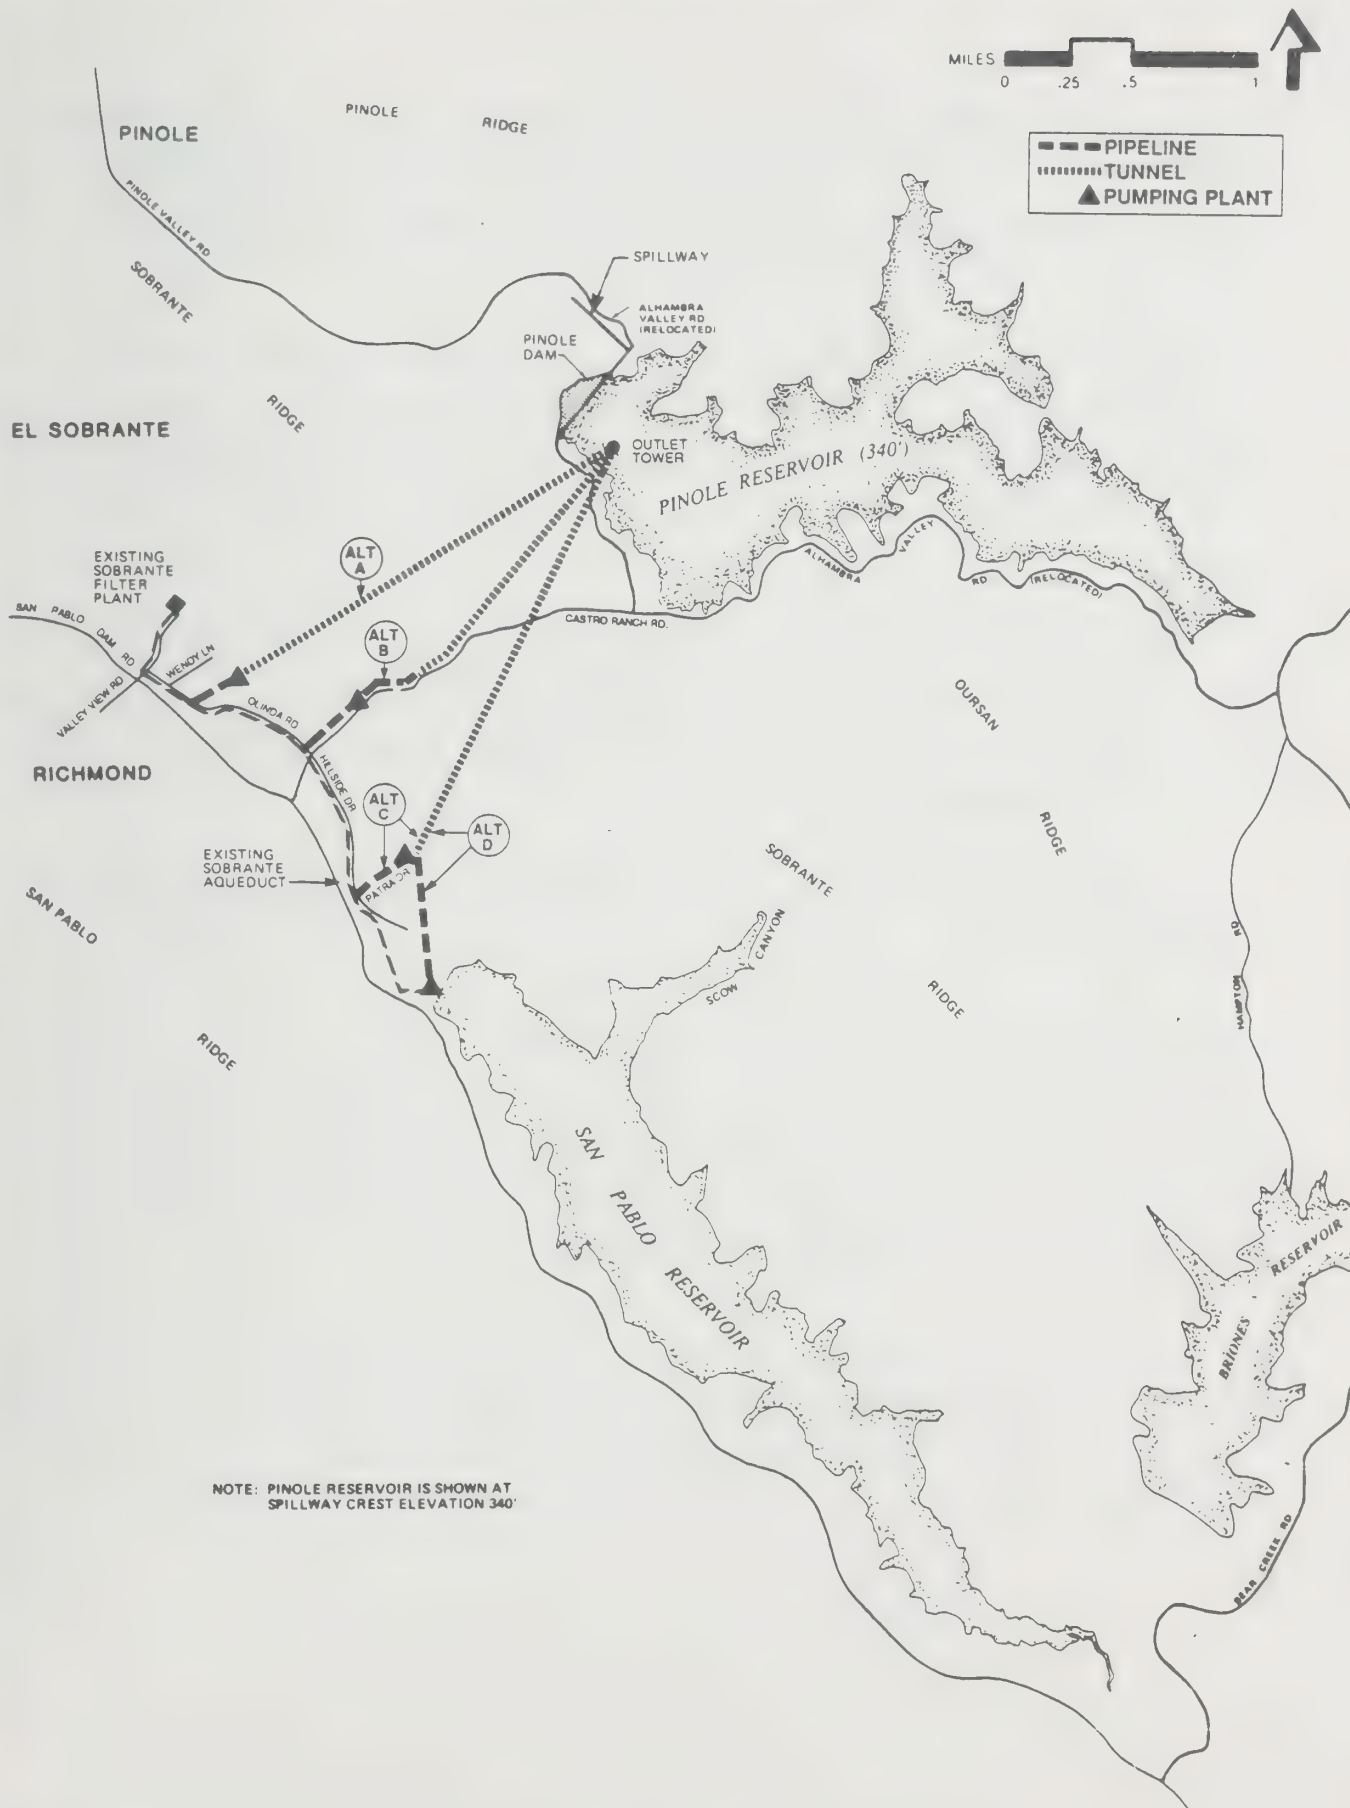 MILES
0 .25 .5 1
PIPELINE
TUNNEL
PUMPING PLANT
PINOLE RIDGE
PINOLE
PINOLE VALLEY RD
SOBRANTE
RIDGE
SPILLWAY
ALHAMBRA
VALLEY RD
(RELOCATED)
PINOLE
DAM
EL SOBRANTE
OUTLET
TOWER
PINOLE RESERVOIR (340')
ALT
A
EXISTING
SOBRANTE
FILTER
PLANT
SAN PABLO DAM RD
WENDY LN
VALLEY VIEW RD
ALT
B
CASTRO RANCH RD.
ALHAMBRA VALLEY RD (RELOCATED)
OLINDA RD
RICHMOND
HILLSIDE DR
ALT
C
ALT
D
OURSAN
RIDGE
EXISTING
SOBRANTE
AQUEDUCT
PATRA DR
SOBRANTE
RIDGE
SAN PABLO
RIDGE
SCOW CANYON
HAMPTON RD
SAN PABLO RESERVOIR
BRIONES RESERVOIR
BEAR CREEK RD
NOTE: PINOLE RESERVOIR IS SHOWN AT
SPILLWAY CREST ELEVATION 340'